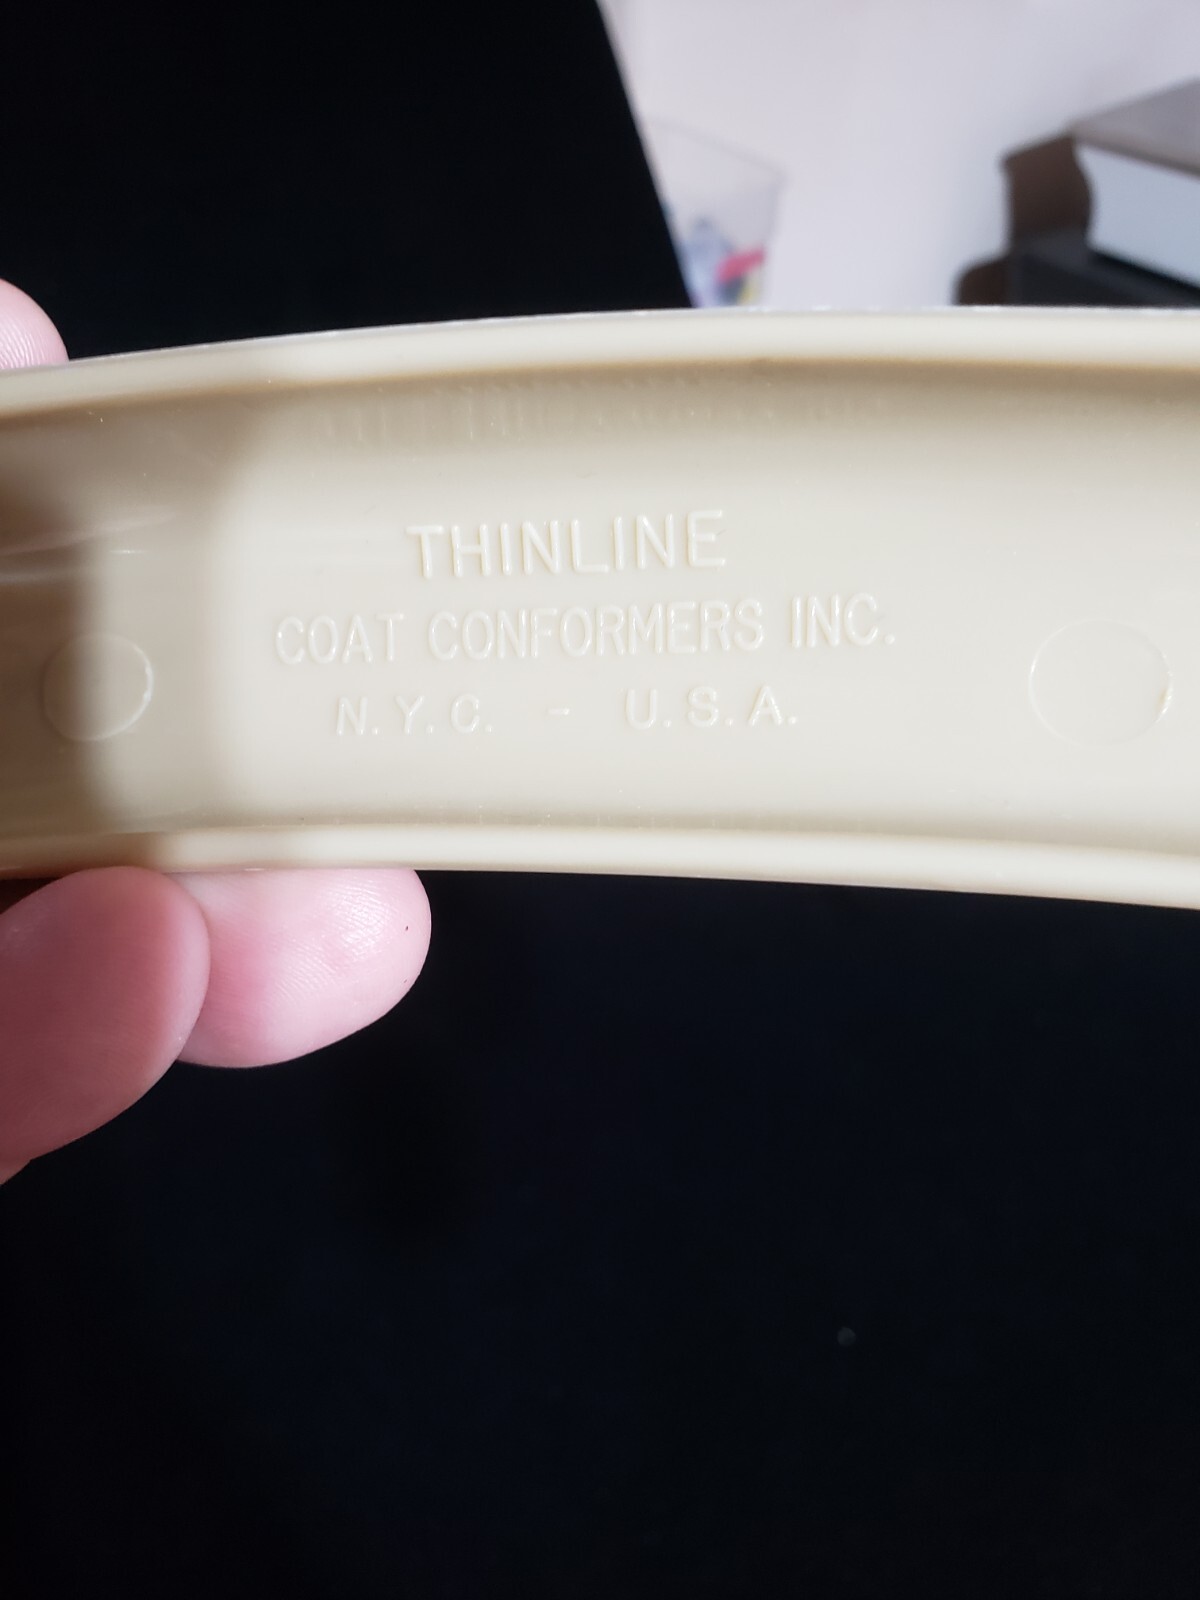 THINLINE
COAT CONFORMERS INC.
N.Y.C. - U.S.A.